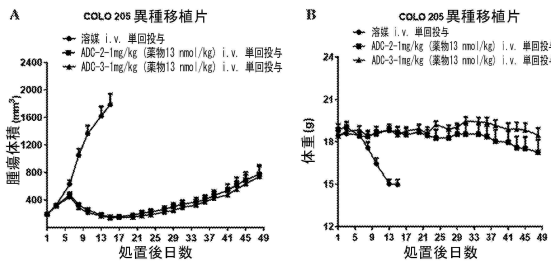 A
COLO 205 異種移植片
溶媒 i.v. 単回投与
ADC-2-1mg/kg (薬物13 nmol/kg) i.v. 単回投与
ADC-3-1mg/kg (薬物13 nmol/kg) i.v. 単回投与
腫瘍体積(mm³)
2400
2000
1600
1200
800
400
1 5 9 13 17 21 25 29 33 37 41 45 49
処置後日数
B
COLO 205 異種移植片
溶媒 i.v. 単回投与
ADC-2-1mg/kg (薬物13 nmol/kg) i.v. 単回投与
ADC-3-1mg/kg (薬物13 nmol/kg) i.v. 単回投与
体重(g)
24
21
18
15
12
1 5 9 13 17 21 25 29 33 37 41 45 49
処置後日数